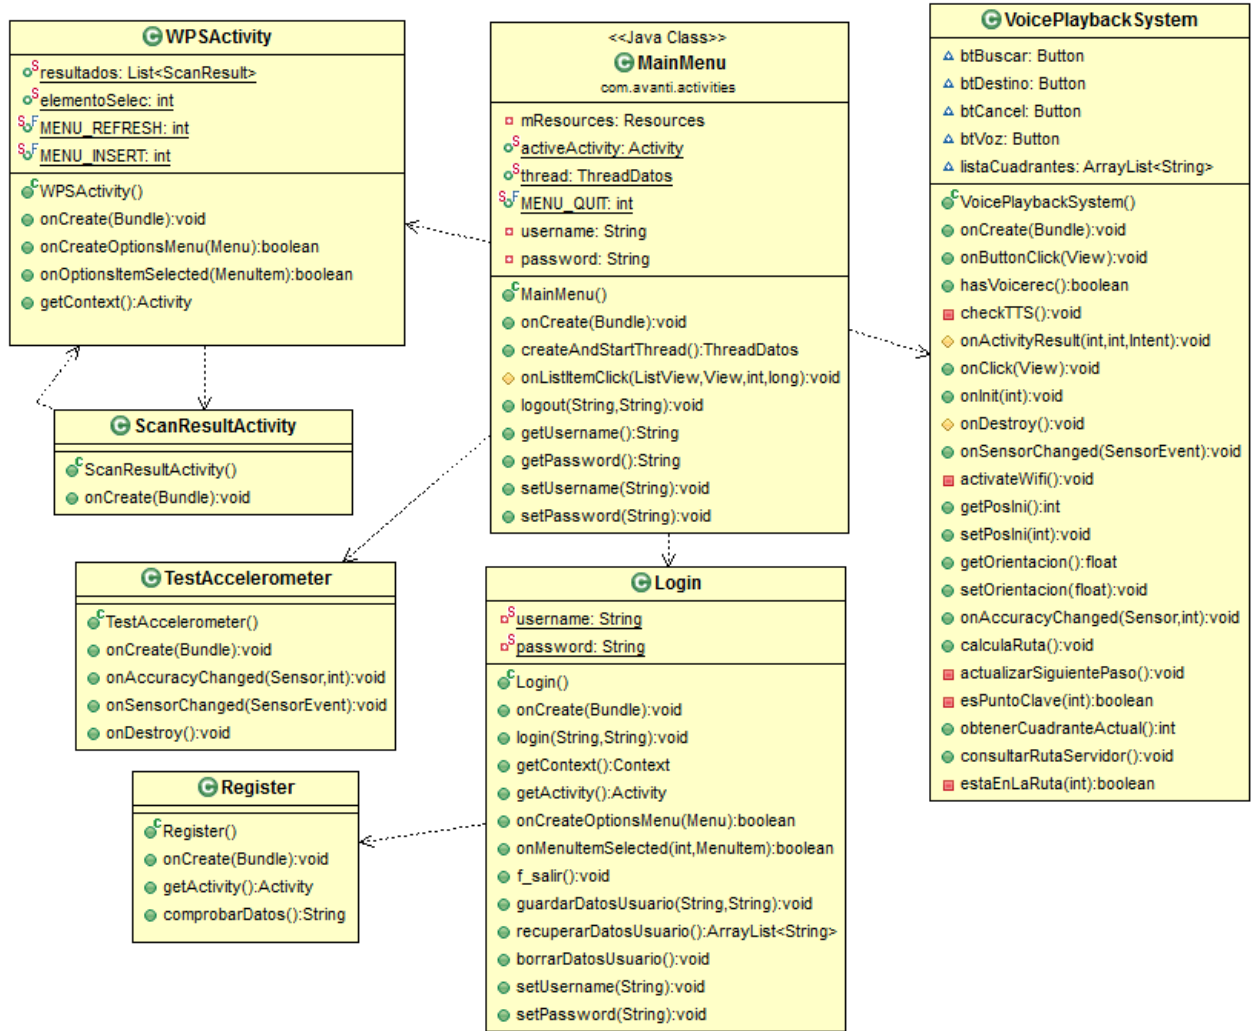 WPSActivity
resultados: List<ScanResult>
elementoSelec: int
MENU_REFRESH: int
MENU_INSERT: int
WPSActivity()
onCreate(Bundle):void
onCreateOptionsMenu(Menu):boolean
onOptionsItemSelected(MenuItem):boolean
getContext():Activity
<<Java Class>>
MainMenu
com.avanti.activities
mResources: Resources
activeActivity: Activity
thread: ThreadDatos
MENU_QUIT: int
username: String
password: String
MainMenu()
onCreate(Bundle):void
createAndStartThread():ThreadDatos
onListItemClick(ListView,View,int,long):void
logout(String,String):void
getUsername():String
getPassword():String
setUsername(String):void
setPassword(String):void
VoicePlaybackSystem
btBuscar: Button
btDestino: Button
btCancel: Button
btVoz: Button
listaCuadrantes: ArrayList<String>
VoicePlaybackSystem()
onCreate(Bundle):void
onButtonClick(View):void
hasVoicerec():boolean
checkTTS():void
onActivityResult(int,int,Intent):void
onClick(View):void
onInit(int):void
onDestroy():void
onSensorChanged(SensorEvent):void
activateWifi():void
getPosIni():int
setPosIni(int):void
getOrientacion():float
setOrientacion(float):void
onAccuracyChanged(Sensor,int):void
calculaRuta():void
actualizarSiguientePaso():void
esPuntoClave(int):boolean
obtenerCuadranteActual():int
consultarRutaServidor():void
estaEnLaRuta(int):boolean
ScanResultActivity
ScanResultActivity()
onCreate(Bundle):void
TestAccelerometer
TestAccelerometer()
onCreate(Bundle):void
onAccuracyChanged(Sensor,int):void
onSensorChanged(SensorEvent):void
onDestroy():void
Login
username: String
password: String
Login()
onCreate(Bundle):void
login(String,String):void
getContext():Context
getActivity():Activity
onCreateOptionsMenu(Menu):boolean
onMenuItemSelected(int,MenuItem):boolean
f_salir():void
guardarDatosUsuario(String,String):void
recuperarDatosUsuario():ArrayList<String>
borrarDatosUsuario():void
setUsername(String):void
setPassword(String):void
Register
Register()
onCreate(Bundle):void
getActivity():Activity
comprobarDatos():String